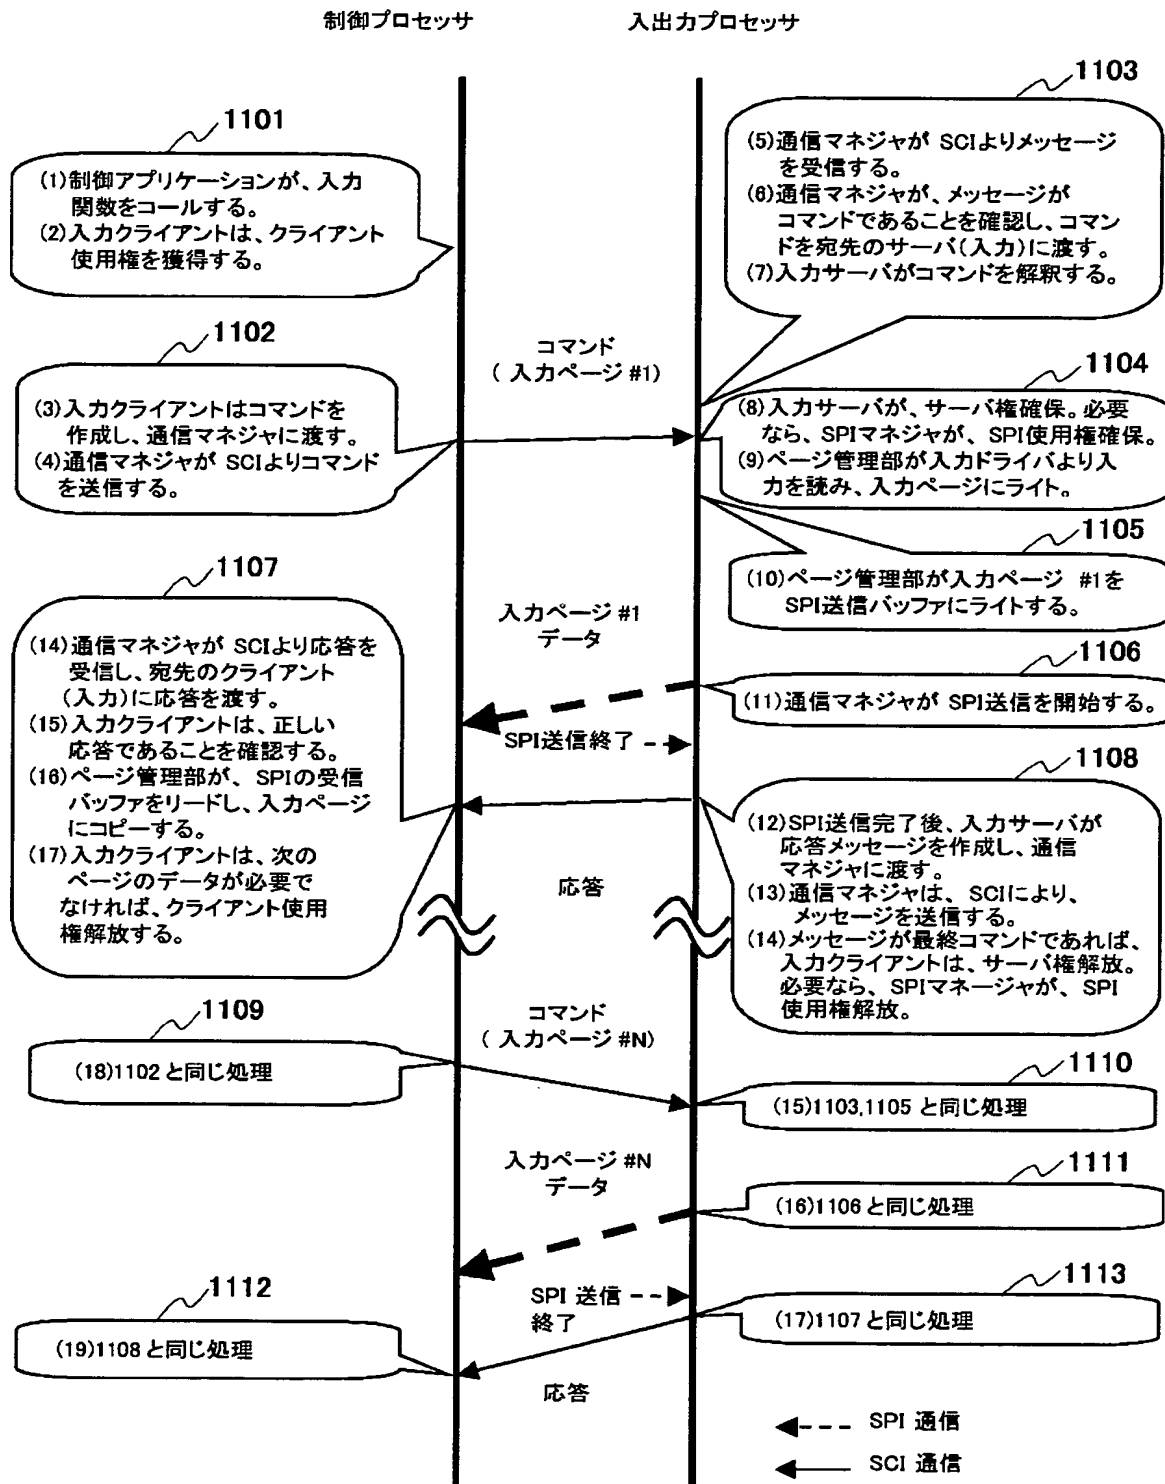 制御プロセッサ
入出力プロセッサ
1101
(1)制御アプリケーションが、入力
関数をコールする。
(2)入力クライアントは、クライアント
使用権を獲得する。
1103
(5)通信マネジャが SCIよりメッセージ
を受信する。
(6)通信マネジャが、メッセージが
コマンドであることを確認し、コマン
ドを宛先のサーバ(入力)に渡す。
(7)入力サーバがコマンドを解釈する。
1102
(3)入力クライアントはコマンドを
作成し、通信マネジャに渡す。
(4)通信マネジャが SCIよりコマンド
を送信する。
コマンド
( 入力ページ #1)
1104
(8)入力サーバが、サーバ権確保。必要
なら、SPIマネジャが、SPI使用権確保。
(9)ページ管理部が入力ドライバより入
力を読み、入力ページにライト。
1105
(10)ページ管理部が入力ページ #1を
SPI送信バッファにライトする。
1107
(14)通信マネジャが SCIより応答を
受信し、宛先のクライアント
(入力)に応答を渡す。
(15)入力クライアントは、正しい
応答であることを確認する。
(16)ページ管理部が、SPIの受信
バッファをリードし、入力ページ
にコピーする。
(17)入力クライアントは、次の
ページのデータが必要で
なければ、クライアント使用
権解放する。
入力ページ #1
データ
1106
(11)通信マネジャが SPI送信を開始する。
SPI送信終了
1108
(12)SPI送信完了後、入力サーバが
応答メッセージを作成し、通信
マネジャに渡す。
(13)通信マネジャは、SCIにより、
メッセージを送信する。
(14)メッセージが最終コマンドであれば、
入力クライアントは、サーバ権解放。
必要なら、SPIマネージャが、SPI
使用権解放。
応答
1109
(18)1102 と同じ処理
コマンド
( 入力ページ #N)
1110
(15)1103,1105 と同じ処理
入力ページ #N
データ
1111
(16)1106 と同じ処理
1112
(19)1108 と同じ処理
SPI 送信
終了
1113
(17)1107 と同じ処理
応答
SPI 通信
SCI 通信